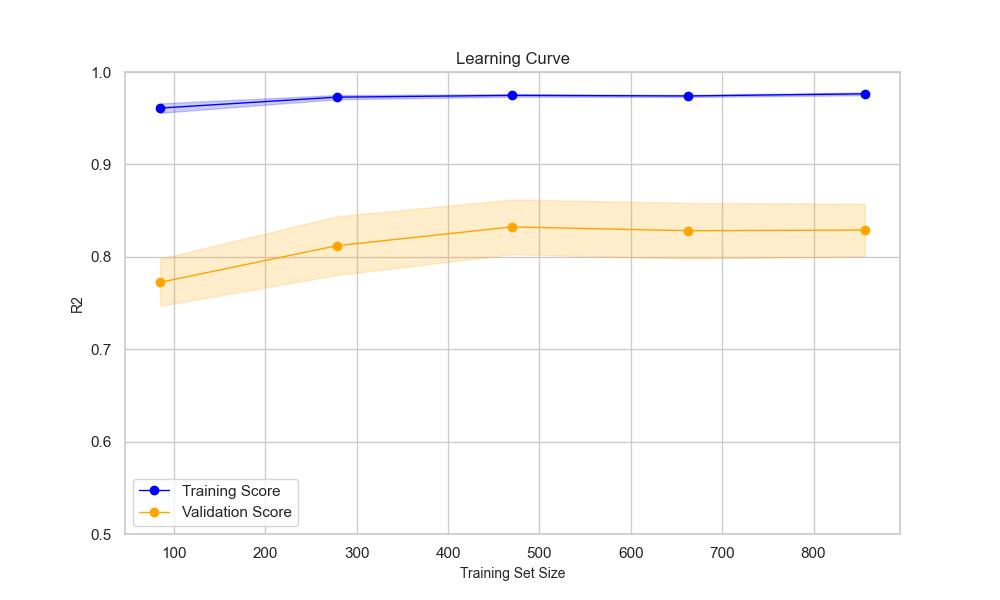 Learning Curve
1.0
0.9
0.8
0.7
0.6
0.5
R2
Training Score
Validation Score
100 200 300 400 500 600 700 800
Training Set Size